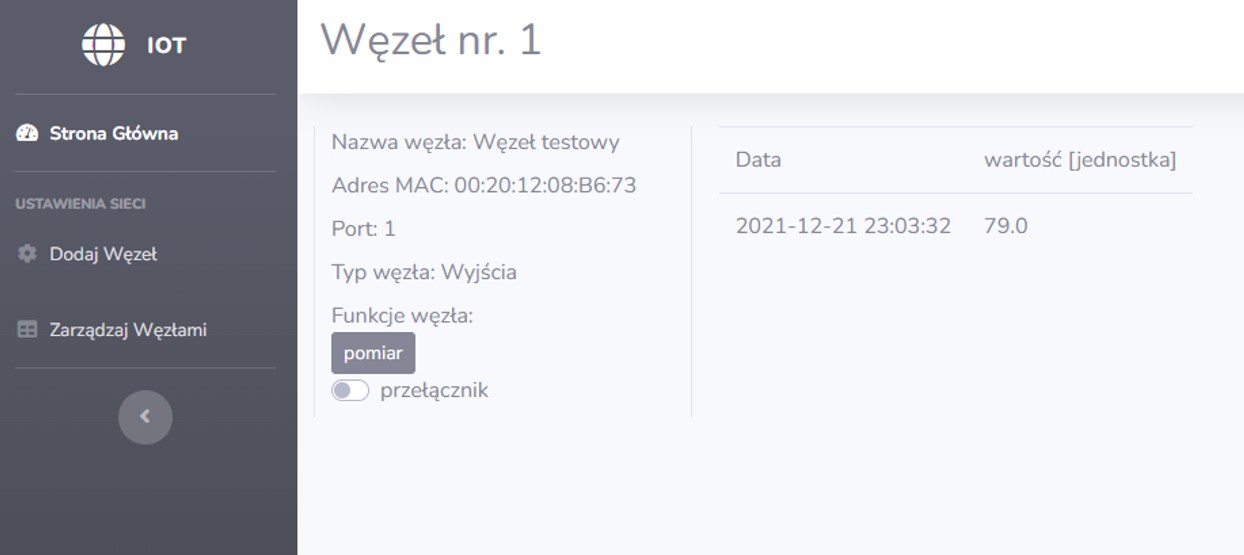 IOT
Strona Główna
USTAWIENIA SIECI
Dodaj Węzeł
Zarządzaj Węzłami
Węzeł nr. 1
Nazwa węzła: Węzeł testowy
Adres MAC: 00:20:12:08:B6:73
Port: 1
Typ węzła: Wyjścia
Funkcje węzła:
pomiar
przełącznik
Data wartość [jednostka]
2021-12-21 23:03:32 79.0